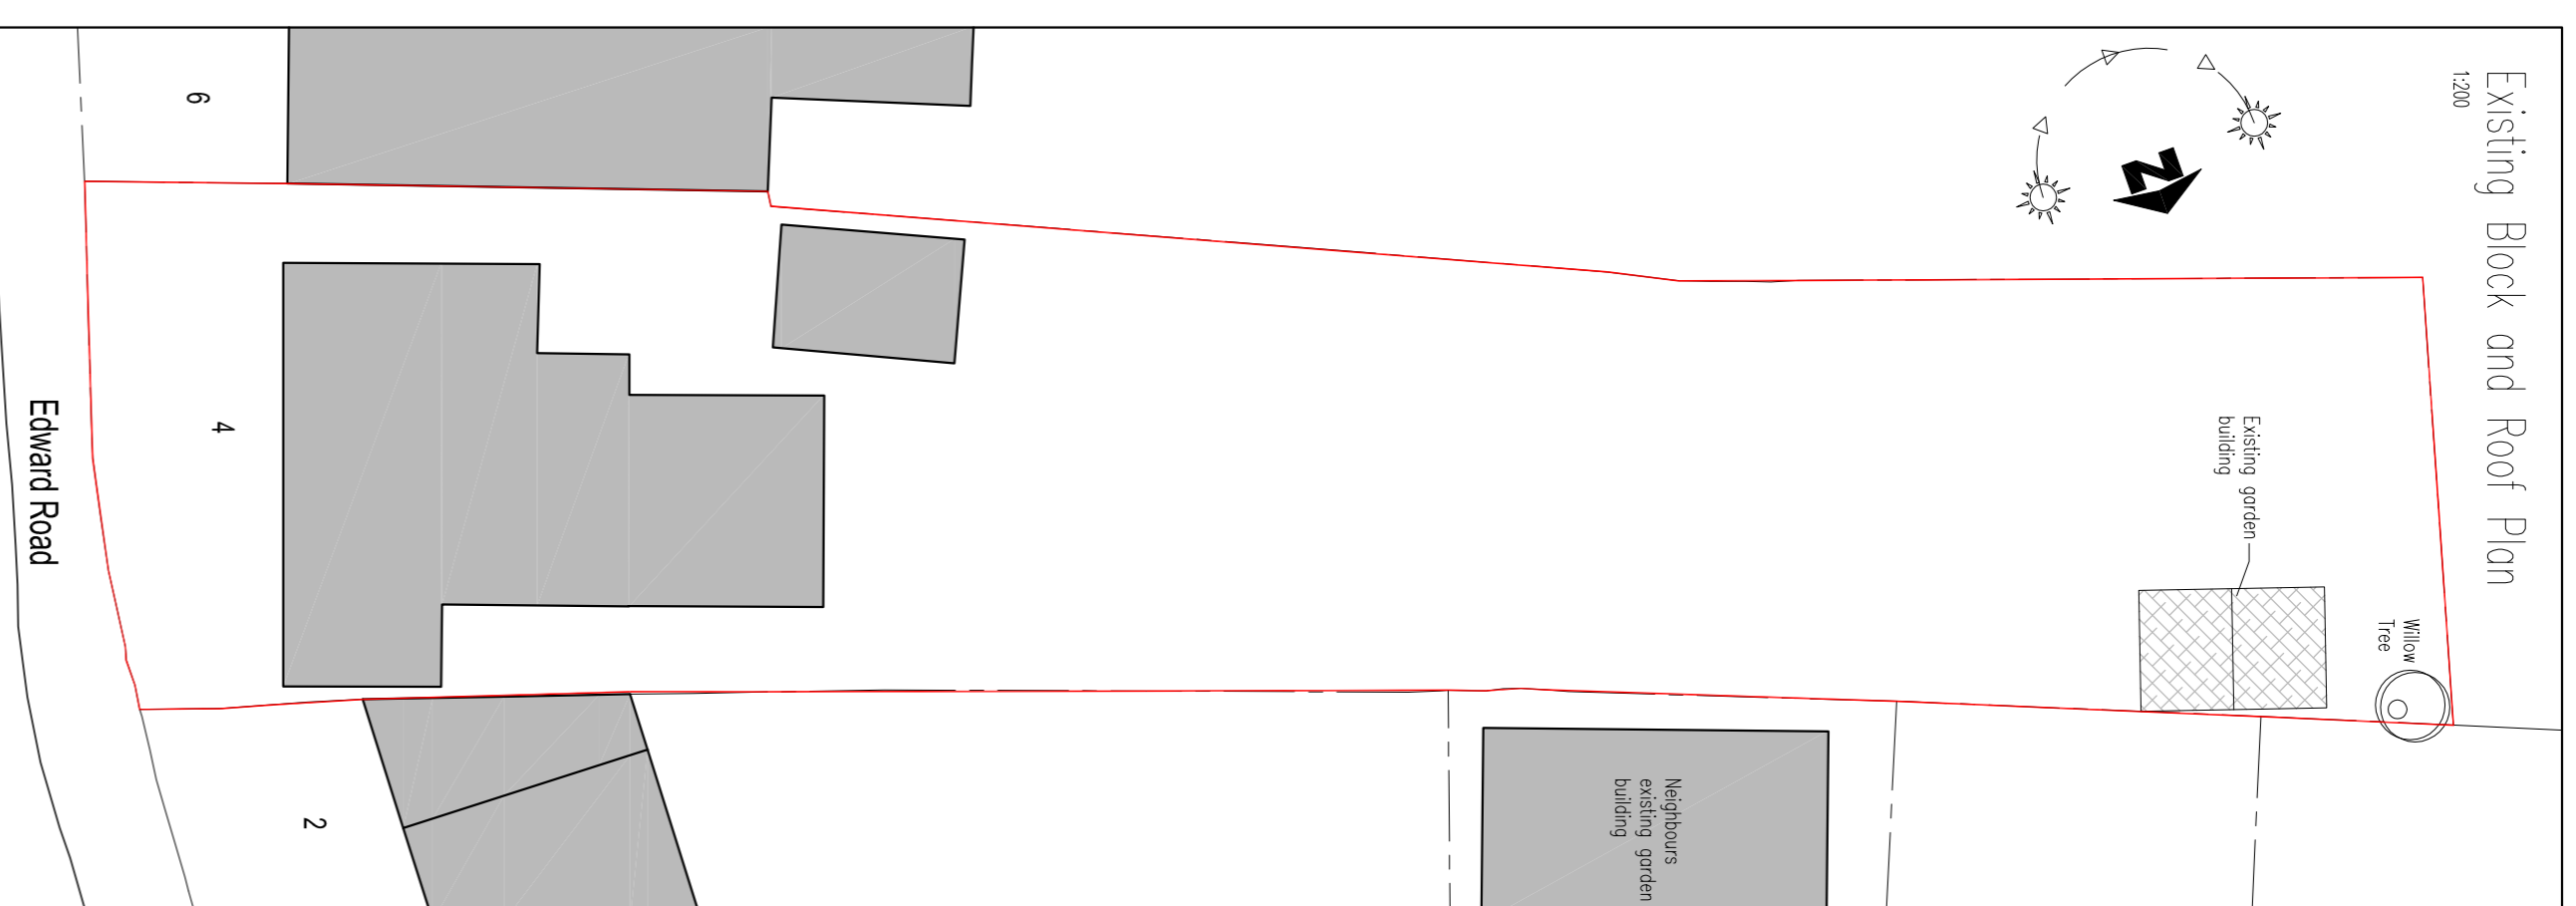 Existing Block and Roof Plan
1:200
N
Existing garden
building
Willow
Tree
Neighbours
existing garden
building
6
4
2
Edward Road